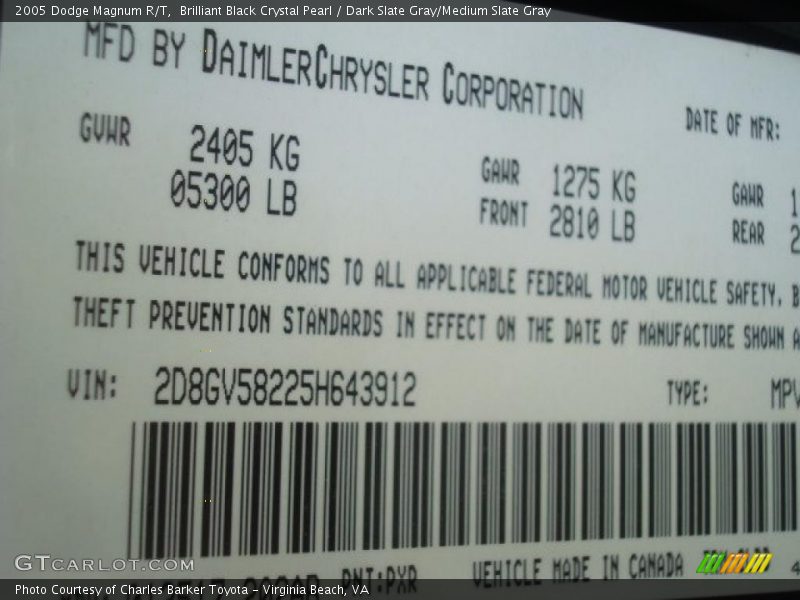 2005 Dodge Magnum R/T,  Brilliant Black Crystal Pearl / Dark Slate Gray/Medium Slate Gray
MFD BY DAIMLERCHRYSLER CORPORATION
DATE OF MFR:
GVWR 2405 KG
05300 LB
GAWR 1275 KG
FRONT 2810 LB
GAWR
REAR
THIS VEHICLE CONFORMS TO ALL APPLICABLE FEDERAL MOTOR VEHICLE SAFETY,
THEFT PREVENTION STANDARDS IN EFFECT ON THE DATE OF MANUFACTURE SHOWN
VIN: 2D8GV58225H643912
TYPE: MPV
PNT:PXR
VEHICLE MADE IN CANADA
GTCARLOT.COM
Photo Courtesy of Charles Barker Toyota - Virginia Beach, VA